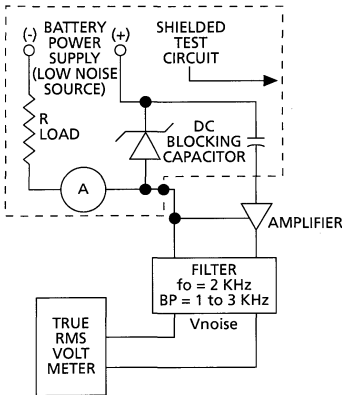 (-) BATTERY (+)
POWER
SUPPLY
(LOW NOISE
SOURCE)
SHIELDED
TEST
CIRCUIT
R
LOAD
DC
BLOCKING
CAPACITOR
A
AMPLIFIER
FILTER
fo = 2 KHz
BP = 1 to 3 KHz
Vnoise
TRUE
RMS
VOLT
METER